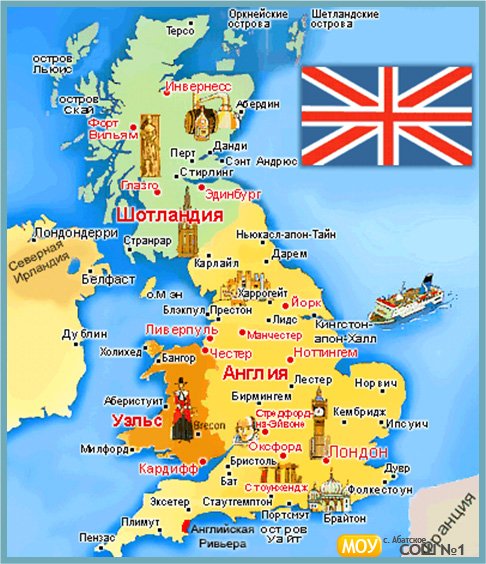 Оркнейские
острова
Шотландские
острова
Терсо
остров
Льюис
остров
Скай
Инвернесс
Абердин
Форт
Вильям
Данди
Перт
Сэнт Андрюс
Стирлинг
Глазго
Эдинбург
Шотландия
Лондондерри
Странрар
Ньюкасл-апон-Тайн
Северная
Ирландия
Карлайл
Дарем
Белфаст
о.Мэн
Харрогейт
Йорк
Блэкпул
Престон
Лидс
Кингстон-
апон-Халл
Дублин
Ливерпуль
Манчестер
Холихед
Честер
Ноттингем
Бангор
Англия
Лестер
Норвич
Аберистуит
Бирмингем
Кембридж
Уэльс
Стредфорд-
на-Эйвоне
Ипсуич
Brecon
Милфорд
Оксфорд
ЛОНДОН
Кардифф
Бристоль
Дувр
Бат
Стоунхендж
Фолкестоун
Эксетер
Стаутгемптон
Портсмут
Брайтон
Плимут
Английская
Ривьера
остров
Уайт
Пензас
Франция
МОУ
с. Абатское
СОШ №1